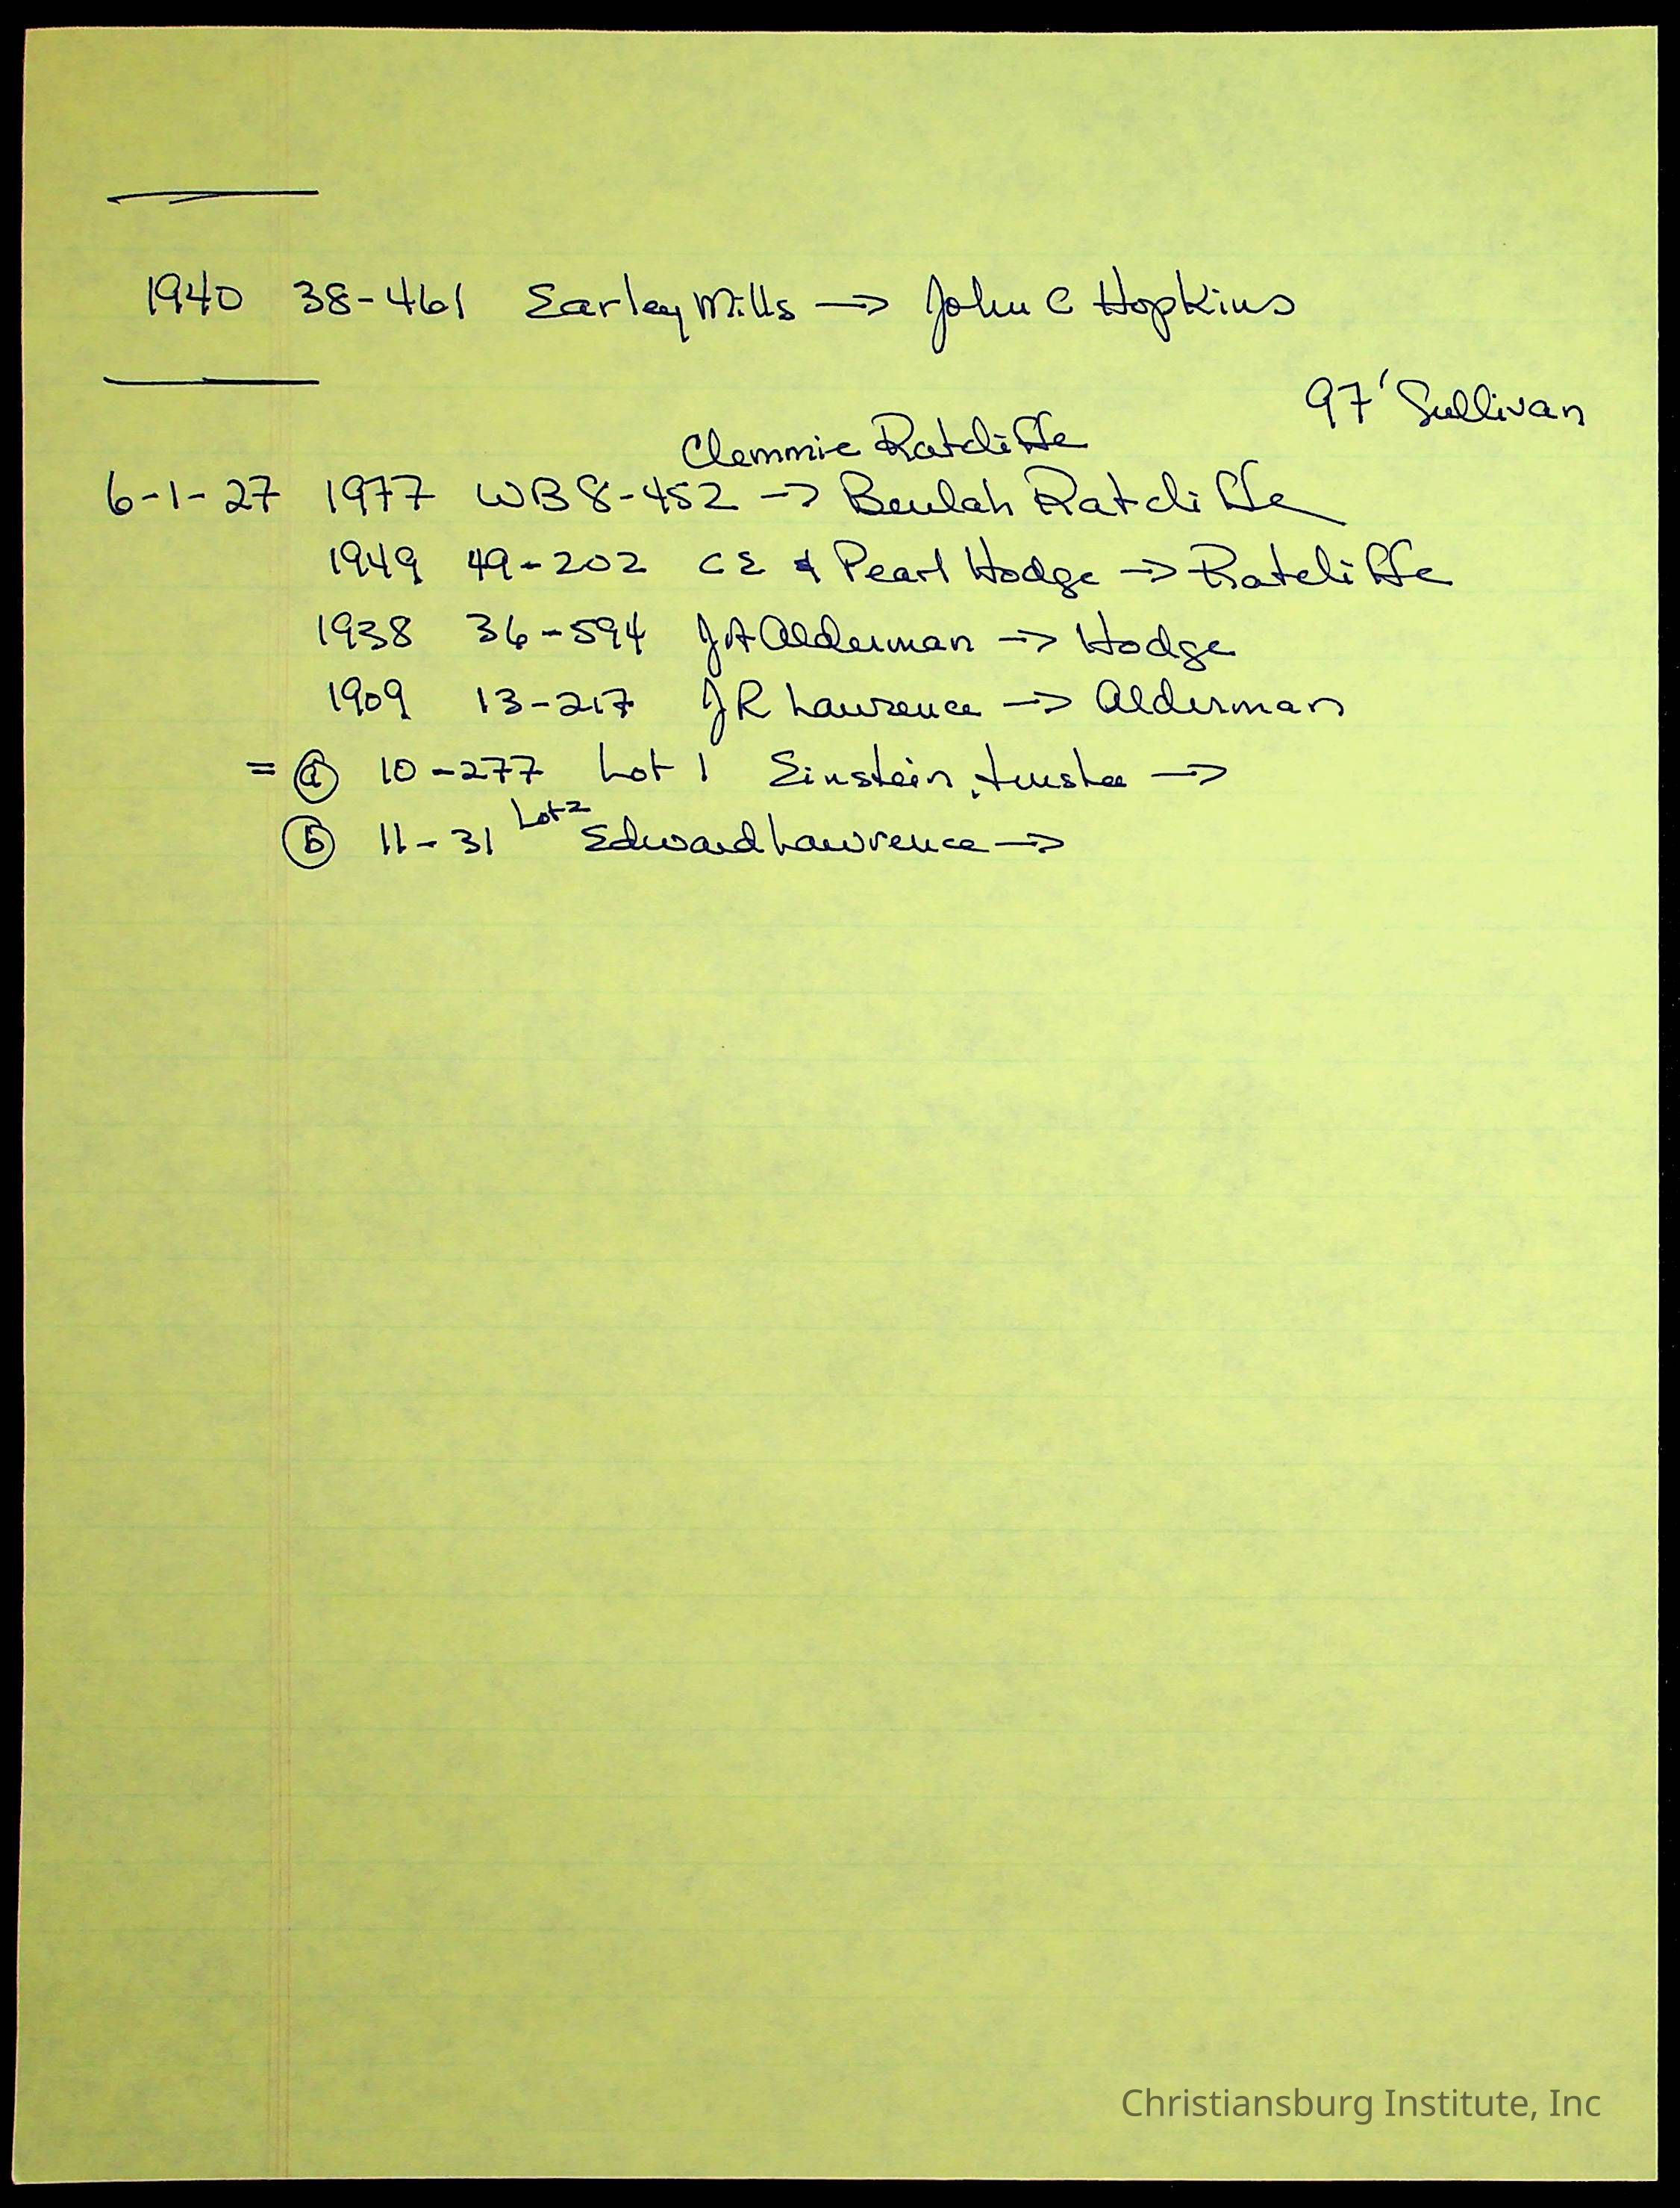 1940 38-461 Earley Mills → John C Hopkins
97' Sullivan
Clemmie Ratcliffe
6-1-27 1977 WB8-452 → Beulah Ratcliffe
1949 49-202 CE & Pearl Hodge → Ratcliffe
1938 36-594 JA Alderman → Hodge
1909 13-217 JR Lawrence → Alderman
= ⓐ 10-277 Lot 1 Einstein, trustee →
ⓑ 11-31 Lot 2 Edward Lawrence →
Christiansburg Institute, Inc